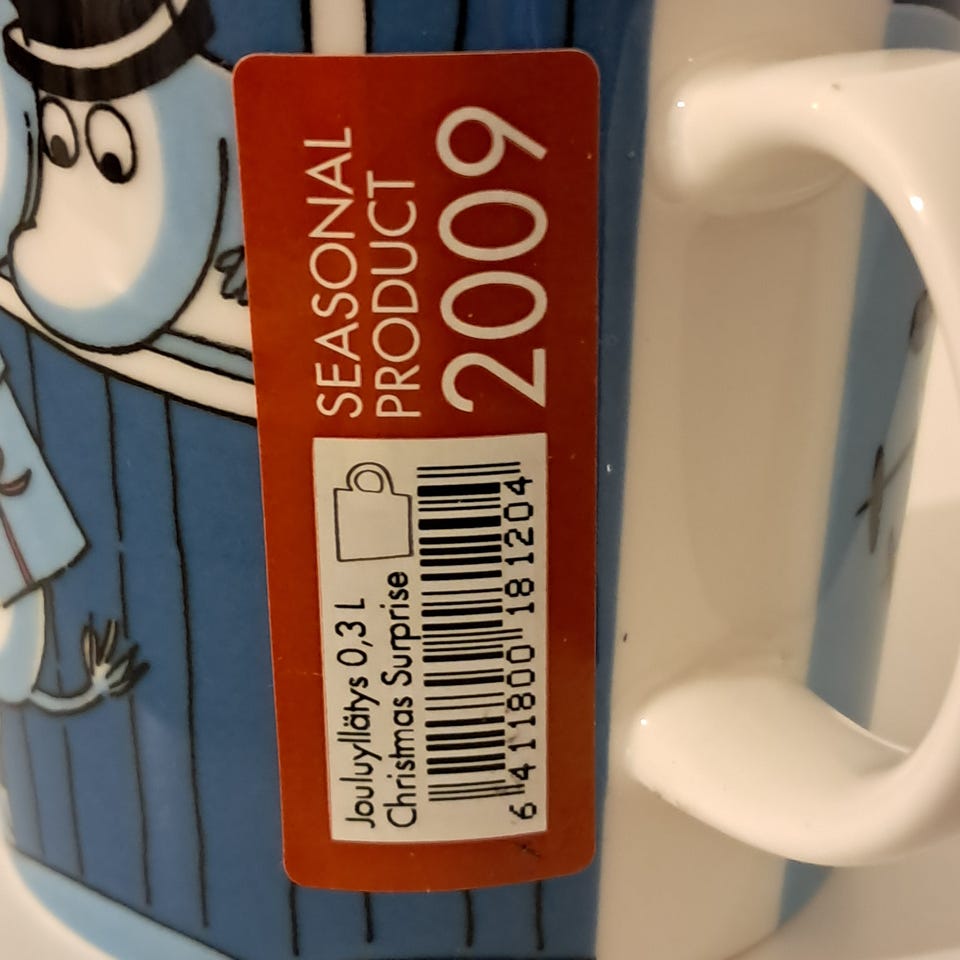 SEASONAL
PRODUCT
2009
Jouluyllätys 0,3 L
Christmas Surprise
6 411800 181204